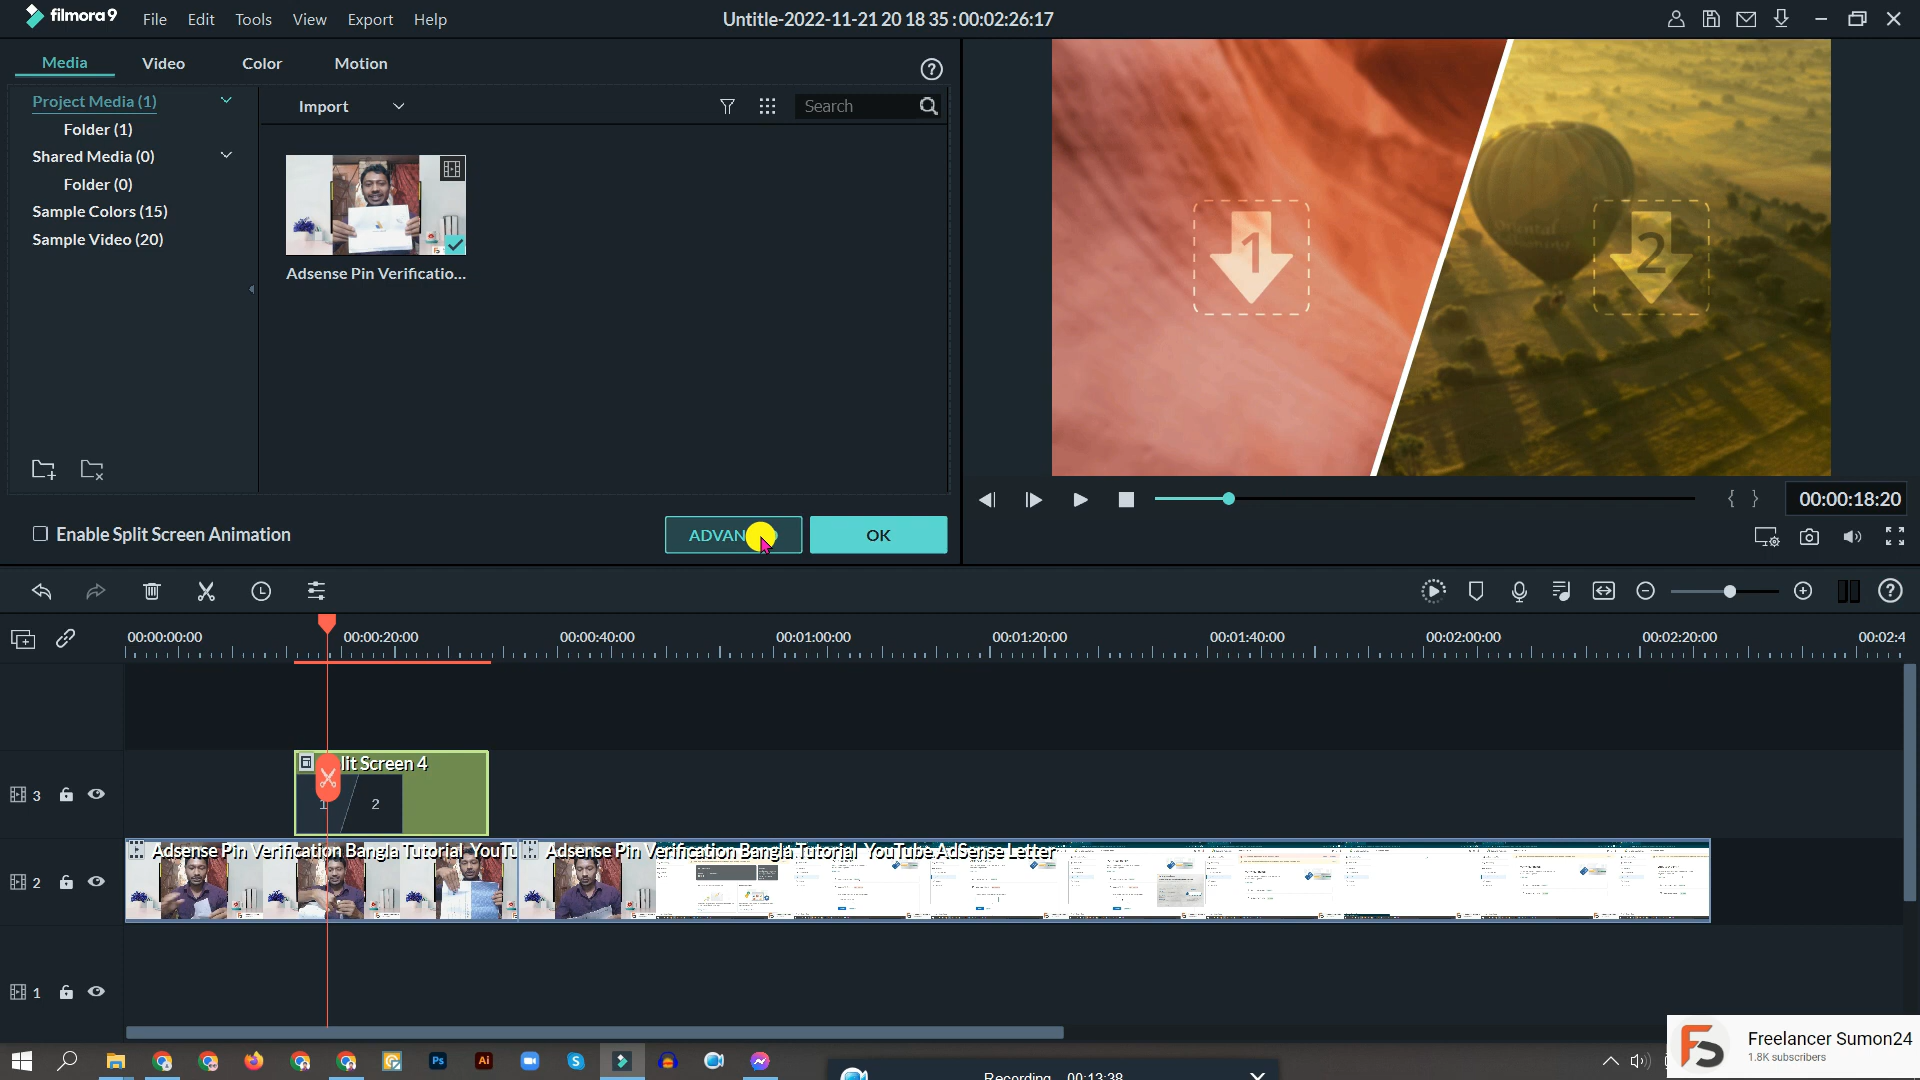 filmora9 File Edit Tools View Export Help Untitle-2022-11-21 20 18 35 : 00:02:26:17
Media Video Color Motion
Project Media (1)
Folder (1)
Shared Media (0)
Folder (0)
Sample Colors (15)
Sample Video (20)
Import
Search
Adsense Pin Verificatio...
1
2
00:00:18:20
Enable Split Screen Animation
OK
00:00:00:00 00:00:20:00 00:00:40:00 00:01:00:00 00:01:20:00 00:01:40:00 00:02:00:00 00:02:20:00 00:02:4
lit Screen 4
1 2
3
Adsense Pin Verification Bangla Tutorial YouTu
Adsense Pin Verification Bangla Tutorial YouTube AdSense Letter
2
1
Ps Ai
Recording 00:13:38
Freelancer Sumon24
1.8K subscribers